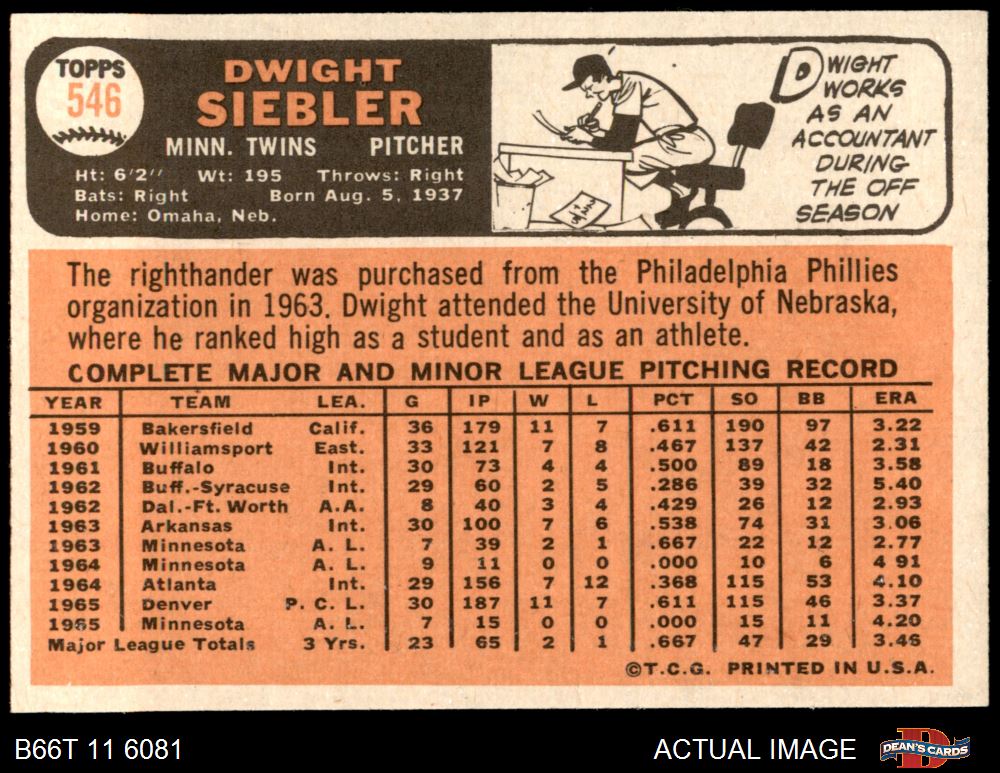 TOPPS
546
DWIGHT
SIEBLER
MINN. TWINS PITCHER
Ht: 6'2" Wt: 195 Throws: Right
Bats: Right Born Aug. 5, 1937
Home: Omaha, Neb.
DWIGHT
WORKS
AS AN
ACCOUNTANT
DURING
THE OFF
SEASON
The righthander was purchased from the Philadelphia Phillies
organization in 1963. Dwight attended the University of Nebraska,
where he ranked high as a student and as an athlete.
COMPLETE MAJOR AND MINOR LEAGUE PITCHING RECORD
YEAR TEAM LEA. G IP W L PCT SO BB ERA
1959 Bakersfield Calif. 36 179 11 7 .611 190 97 3.22
1960 Williamsport East. 33 121 7 8 .467 137 42 2.31
1961 Buffalo Int. 30 73 4 4 .500 89 18 3.58
1962 Buff.-Syracuse Int. 29 60 2 5 .286 39 32 5.40
1962 Dal.-Ft. Worth A.A. 8 40 3 4 .429 26 12 2.93
1963 Arkansas Int. 30 100 7 6 .538 74 31 3.06
1963 Minnesota A. L. 7 39 2 1 .667 22 12 2.77
1964 Minnesota A. L. 9 11 0 0 .000 10 6 4 91
1964 Atlanta Int. 29 156 7 12 .368 115 53 4.10
1965 Denver P. C. L. 30 187 11 7 .611 115 46 3.37
1965 Minnesota A. L. 7 15 0 0 .000 15 11 4.20
Major League Totals 3 Yrs. 23 65 2 1 .667 47 29 3.46
©T.C.G. PRINTED IN U.S.A.
B66T 11 6081 ACTUAL IMAGE DEAN'S CARDS